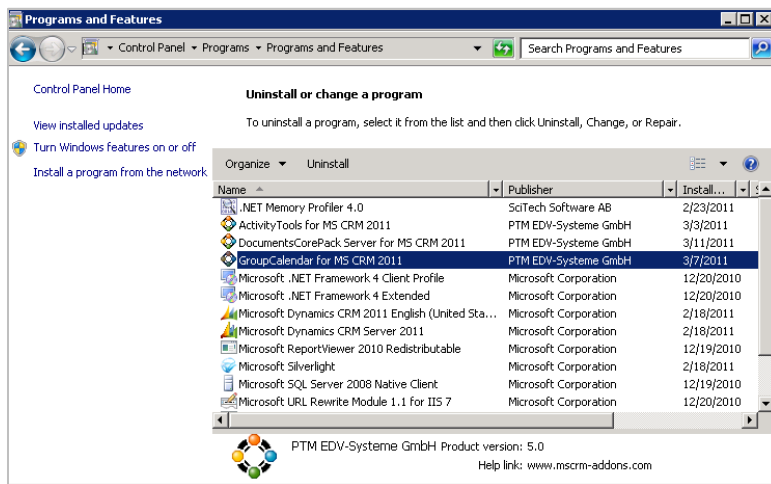 Programs and Features
Control Panel Programs Programs and Features
Search Programs and Features
Control Panel Home
View installed updates
Turn Windows features on or off
Install a program from the network
Uninstall or change a program
To uninstall a program, select it from the list and then click Uninstall, Change, or Repair.
Organize Uninstall
Name Publisher Install...
.NET Memory Profiler 4.0 SciTech Software AB 2/23/2011
ActivityTools for MS CRM 2011 PTM EDV-Systeme GmbH 3/3/2011
DocumentsCorePack Server for MS CRM 2011 PTM EDV-Systeme GmbH 3/11/2011
GroupCalendar for MS CRM 2011 PTM EDV-Systeme GmbH 3/7/2011
Microsoft .NET Framework 4 Client Profile Microsoft Corporation 12/20/2010
Microsoft .NET Framework 4 Extended Microsoft Corporation 12/20/2010
Microsoft Dynamics CRM 2011 English (United Sta... Microsoft Corporation 2/18/2011
Microsoft Dynamics CRM Server 2011 Microsoft Corporation 2/18/2011
Microsoft ReportViewer 2010 Redistributable Microsoft Corporation 12/19/2010
Microsoft Silverlight Microsoft Corporation 2/18/2011
Microsoft SQL Server 2008 Native Client Microsoft Corporation 12/19/2010
Microsoft URL Rewrite Module 1.1 for IIS 7 Microsoft Corporation 12/20/2010
PTM EDV-Systeme GmbH Product version: 5.0
Help link: www.mscrm-addons.com